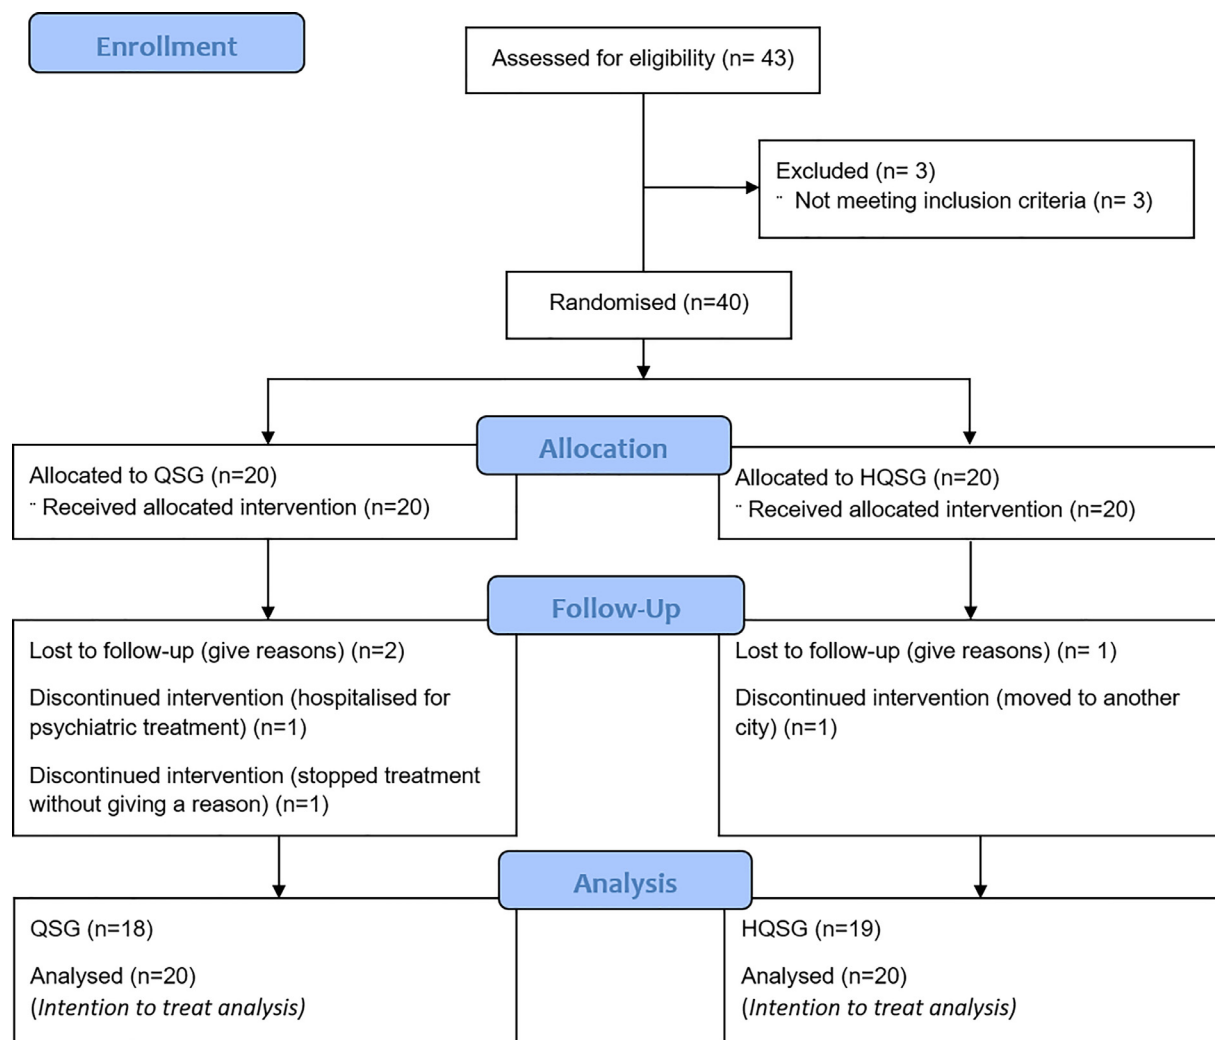 Enrollment
Assessed for eligibility (n= 43)
Excluded (n= 3)
¨ Not meeting inclusion criteria (n= 3)
Randomised (n=40)
Allocation
Allocated to QSG (n=20)
¨ Received allocated intervention (n=20)
Allocated to HQSG (n=20)
¨ Received allocated intervention (n=20)
Follow-Up
Lost to follow-up (give reasons) (n=2)
Discontinued intervention (hospitalised for
psychiatric treatment) (n=1)
Discontinued intervention (stopped treatment
without giving a reason) (n=1)
Lost to follow-up (give reasons) (n= 1)
Discontinued intervention (moved to another
city) (n=1)
Analysis
QSG (n=18)
Analysed (n=20)
(Intention to treat analysis)
HQSG (n=19)
Analysed (n=20)
(Intention to treat analysis)